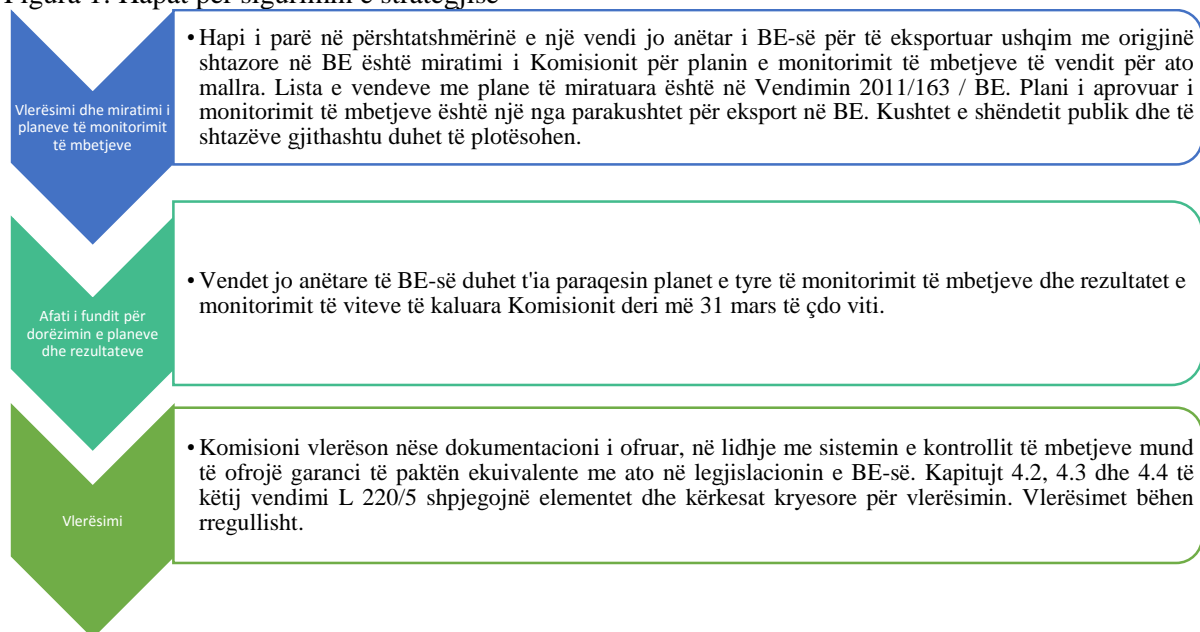 Figura 1. Hapat për sigurimin e strategjisë
Vlerësimi dhe miratimi i
planeve të monitorimit
të mbetjeve
• Hapi i parë në përshtatshmërinë e një vendi jo anëtar i BE-së për të eksportuar ushqim me origjinë
shtazore në BE është miratimi i Komisionit për planin e monitorimit të mbetjeve të vendit për ato
mallra. Lista e vendeve me plane të miratuara është në Vendimin 2011/163 / BE. Plani i aprovuar i
monitorimit të mbetjeve është një nga parakushtet për eksport në BE. Kushtet e shëndetit publik dhe të
shtazëve gjithashtu duhet të plotësohen.
Afati i fundit për
dorëzimin e planeve
dhe rezultateve
• Vendet jo anëtare të BE-së duhet t'ia paraqesin planet e tyre të monitorimit të mbetjeve dhe rezultatet e
monitorimit të viteve të kaluara Komisionit deri më 31 mars të çdo viti.
Vlerësimi
• Komisioni vlerëson nëse dokumentacioni i ofruar, në lidhje me sistemin e kontrollit të mbetjeve mund
të ofrojë garanci të paktën ekuivalente me ato në legjislacionin e BE-së. Kapitujt 4.2, 4.3 dhe 4.4 të
këtij vendimi L 220/5 shpjegojnë elementet dhe kërkesat kryesore për vlerësimin. Vlerësimet bëhen
rregullisht.